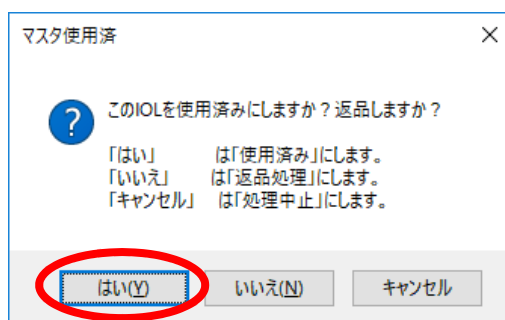 マスタ使用済
このIOLを使用済みにしますか？返品しますか？
「はい」　　　は「使用済み」にします。
「いいえ」　　は「返品処理」にします。
「キャンセル」　は「処理中止」にします。
はい(Y)　いいえ(N)　キャンセル